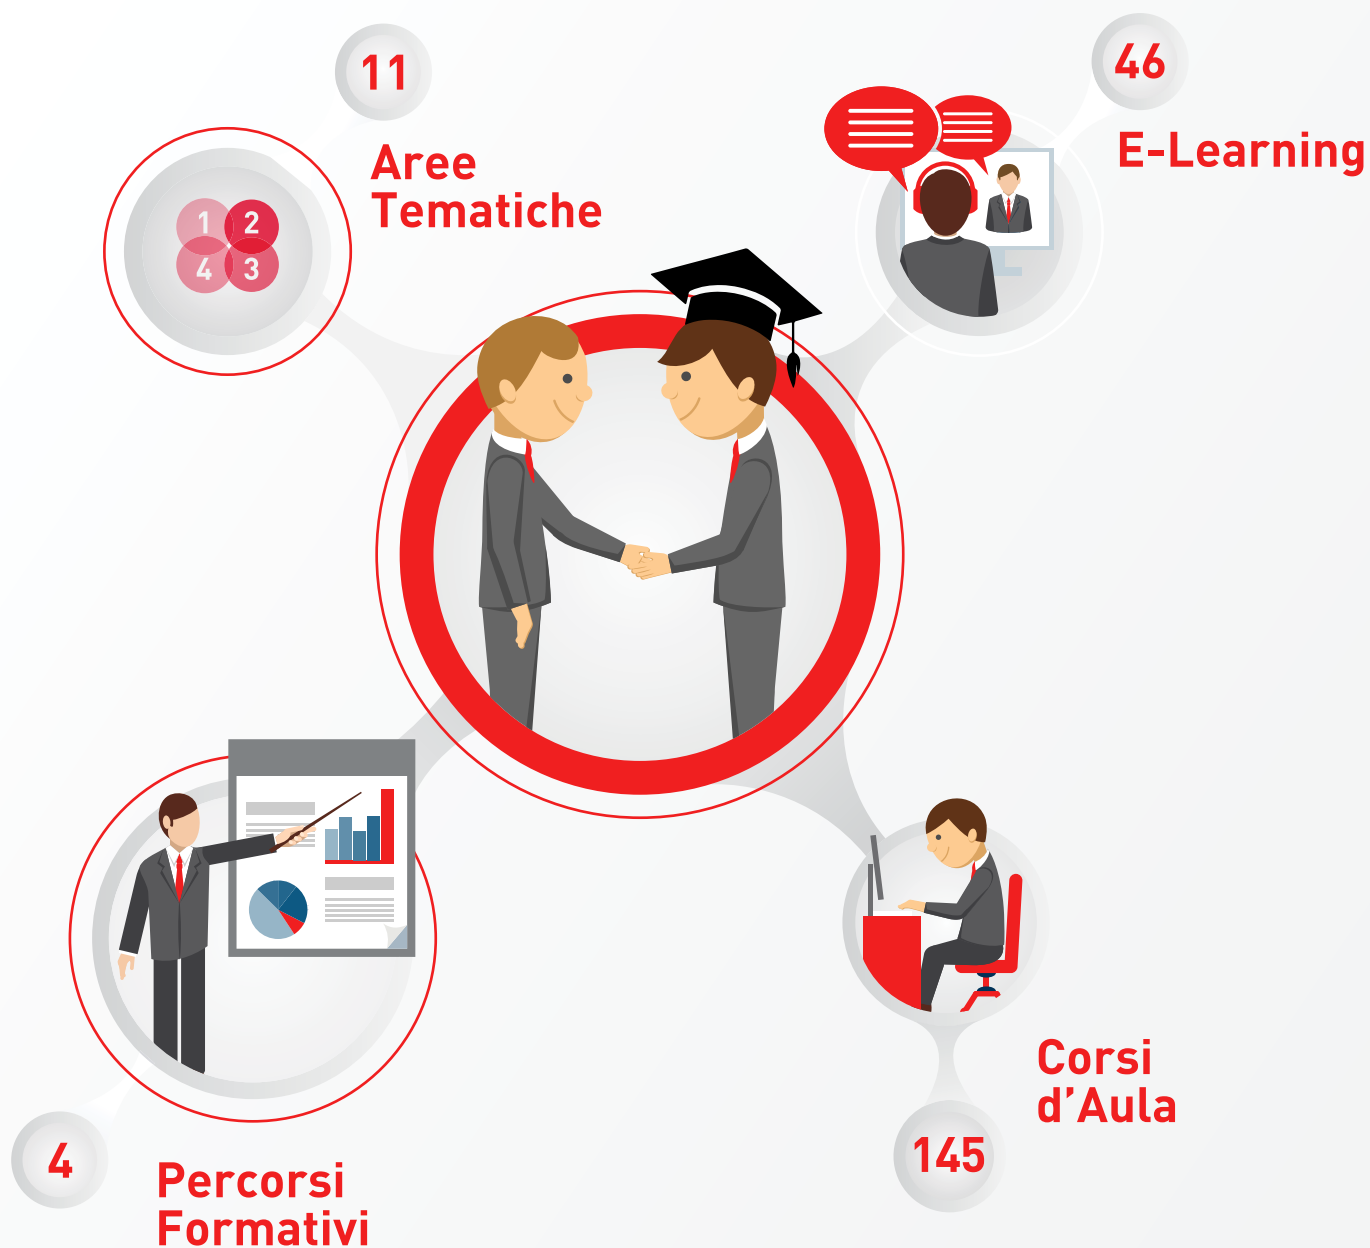 11
Aree
Tematiche
1 2
4 3
46
E-Learning
4
Percorsi
Formativi
Corsi
d’Aula
145